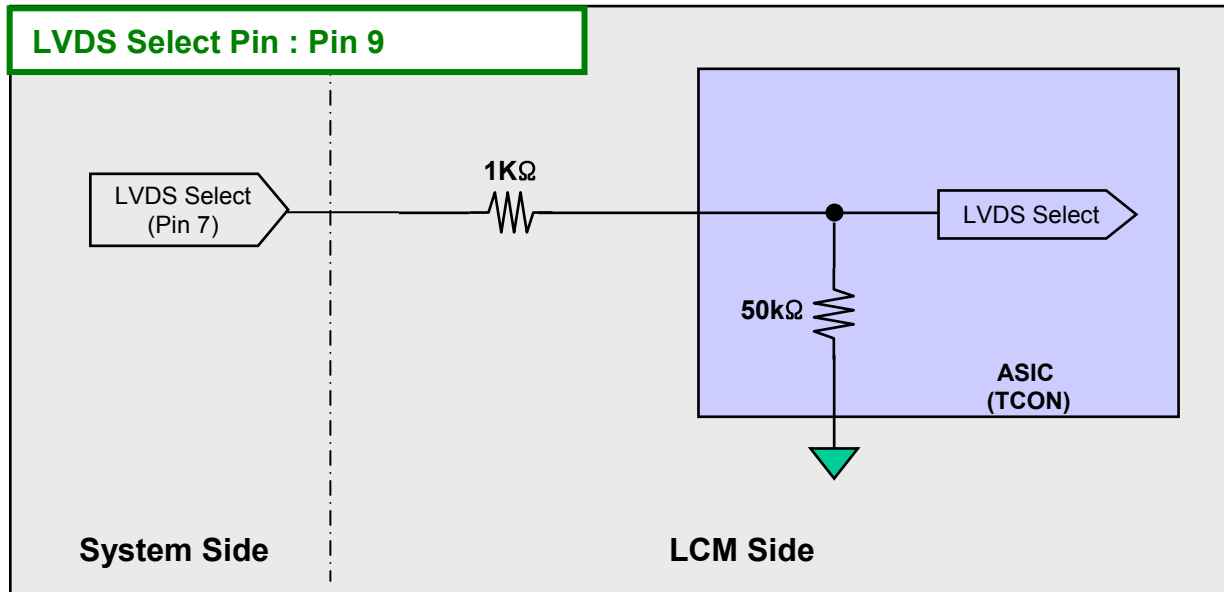 LVDS Select Pin : Pin 9
1KΩ
LVDS Select
(Pin 7)
LVDS Select
50kΩ
ASIC
(TCON)
System Side
LCM Side